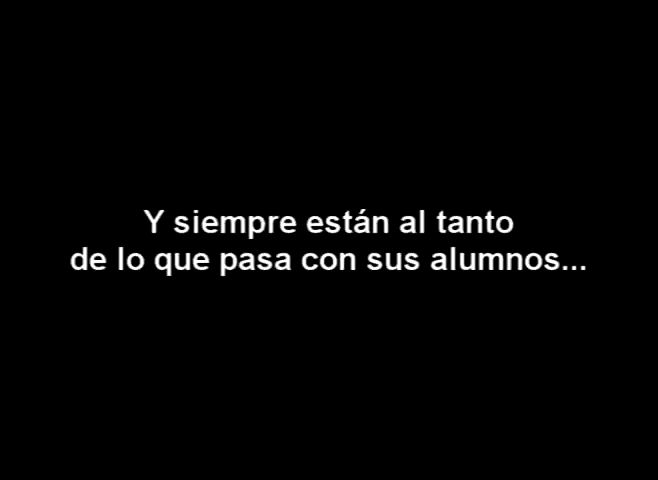 Y siempre están al tanto
de lo que pasa con sus alumnos...